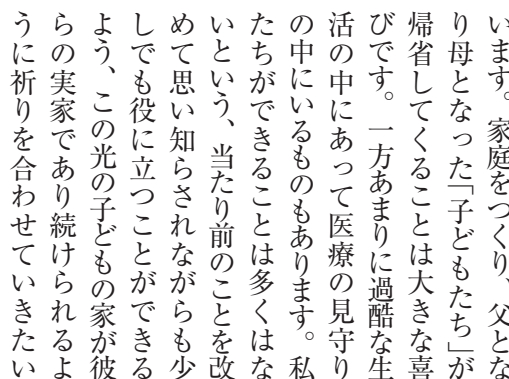 います。家庭をつくり、父とな
り母となった「子どもたち」が
帰省してくることは大きな喜
びです。一方あまりに過酷な生
活の中にあって医療の見守り
の中にいるものもあります。私
たちができることは多くはな
いという、当たり前のことを改
めて思い知らされながらも少
しでも役に立つことができる
よう、この光の子どもの家が彼
らの実家であり続けられるよ
うに祈りを合わせていきたい